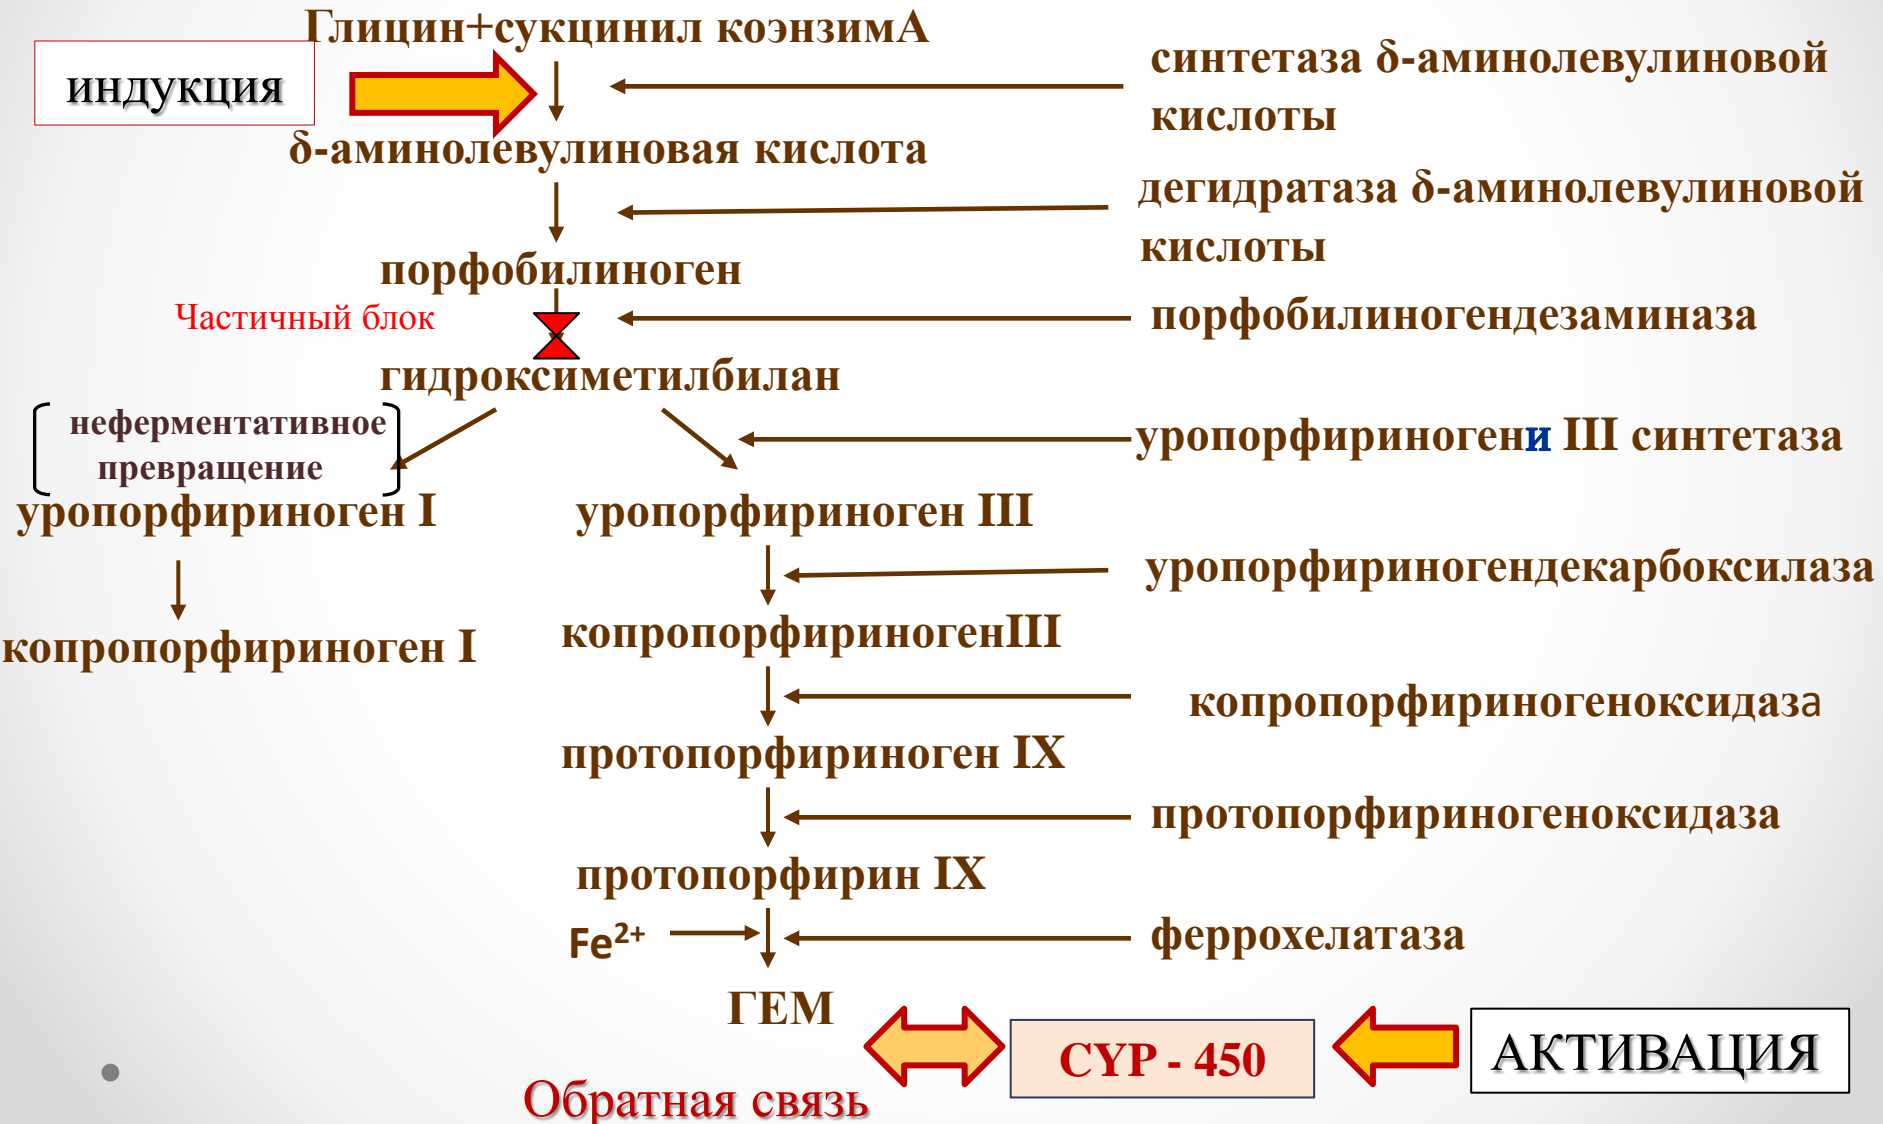 Глицин+сукцинил коэнзимА
индукция
синтетаза δ-аминолевулиновой
кислоты
δ-аминолевулиновая кислота
дегидратаза δ-аминолевулиновой
кислоты
порфобилиноген
Частичный блок
порфобилиногендезаминаза
гидроксиметилбилан
неферментативное
превращение
уропорфириногени III синтетаза
уропорфириноген I
уропорфириноген III
уропорфириногендекарбоксилаза
копропорфириноген I
копропорфириногенIII
копропорфириногеноксидаза
протопорфириноген IX
протопорфириногеноксидаза
протопорфирин IX
Fe²⁺
феррохелатаза
ГЕМ
CYP - 450
АКТИВАЦИЯ
Обратная связь